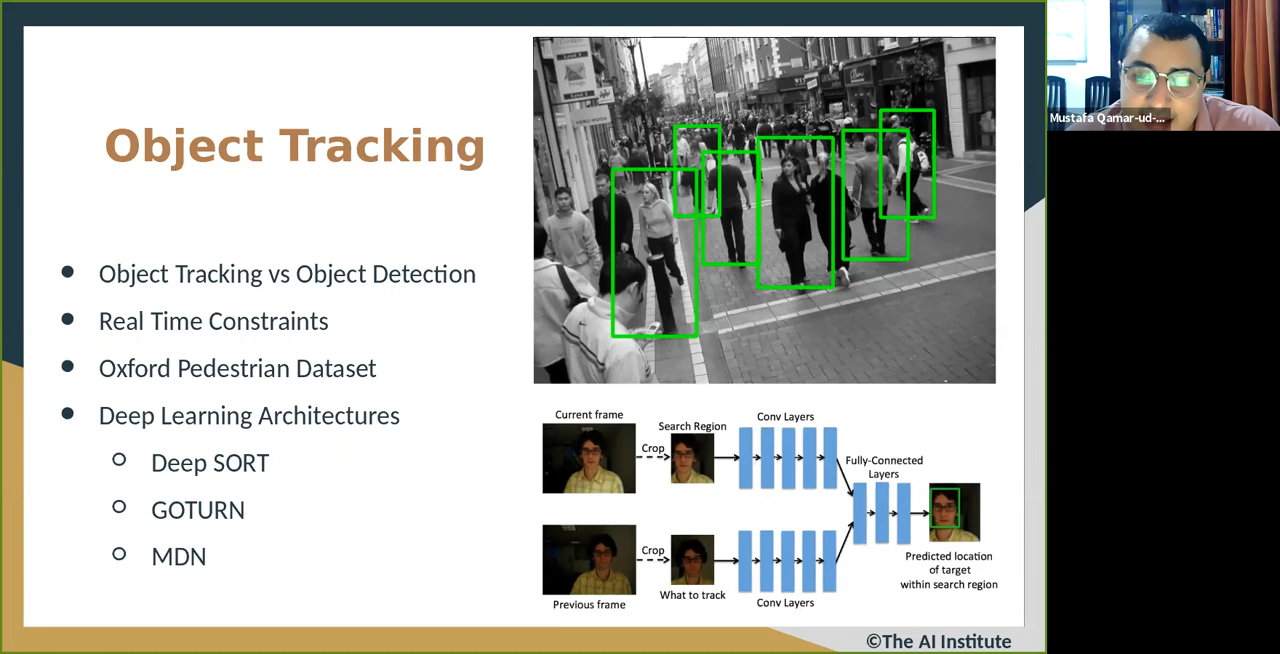 Object Tracking
Object Tracking vs Object Detection
Real Time Constraints
Oxford Pedestrian Dataset
Deep Learning Architectures
Deep SORT
GOTURN
MDN
Current frame
Crop
Search Region
Conv Layers
Fully-Connected
Layers
Previous frame
Crop
What to track
Conv Layers
Predicted location
of target
within search region
©The AI Institute
Mustafa Qamar-ud-...